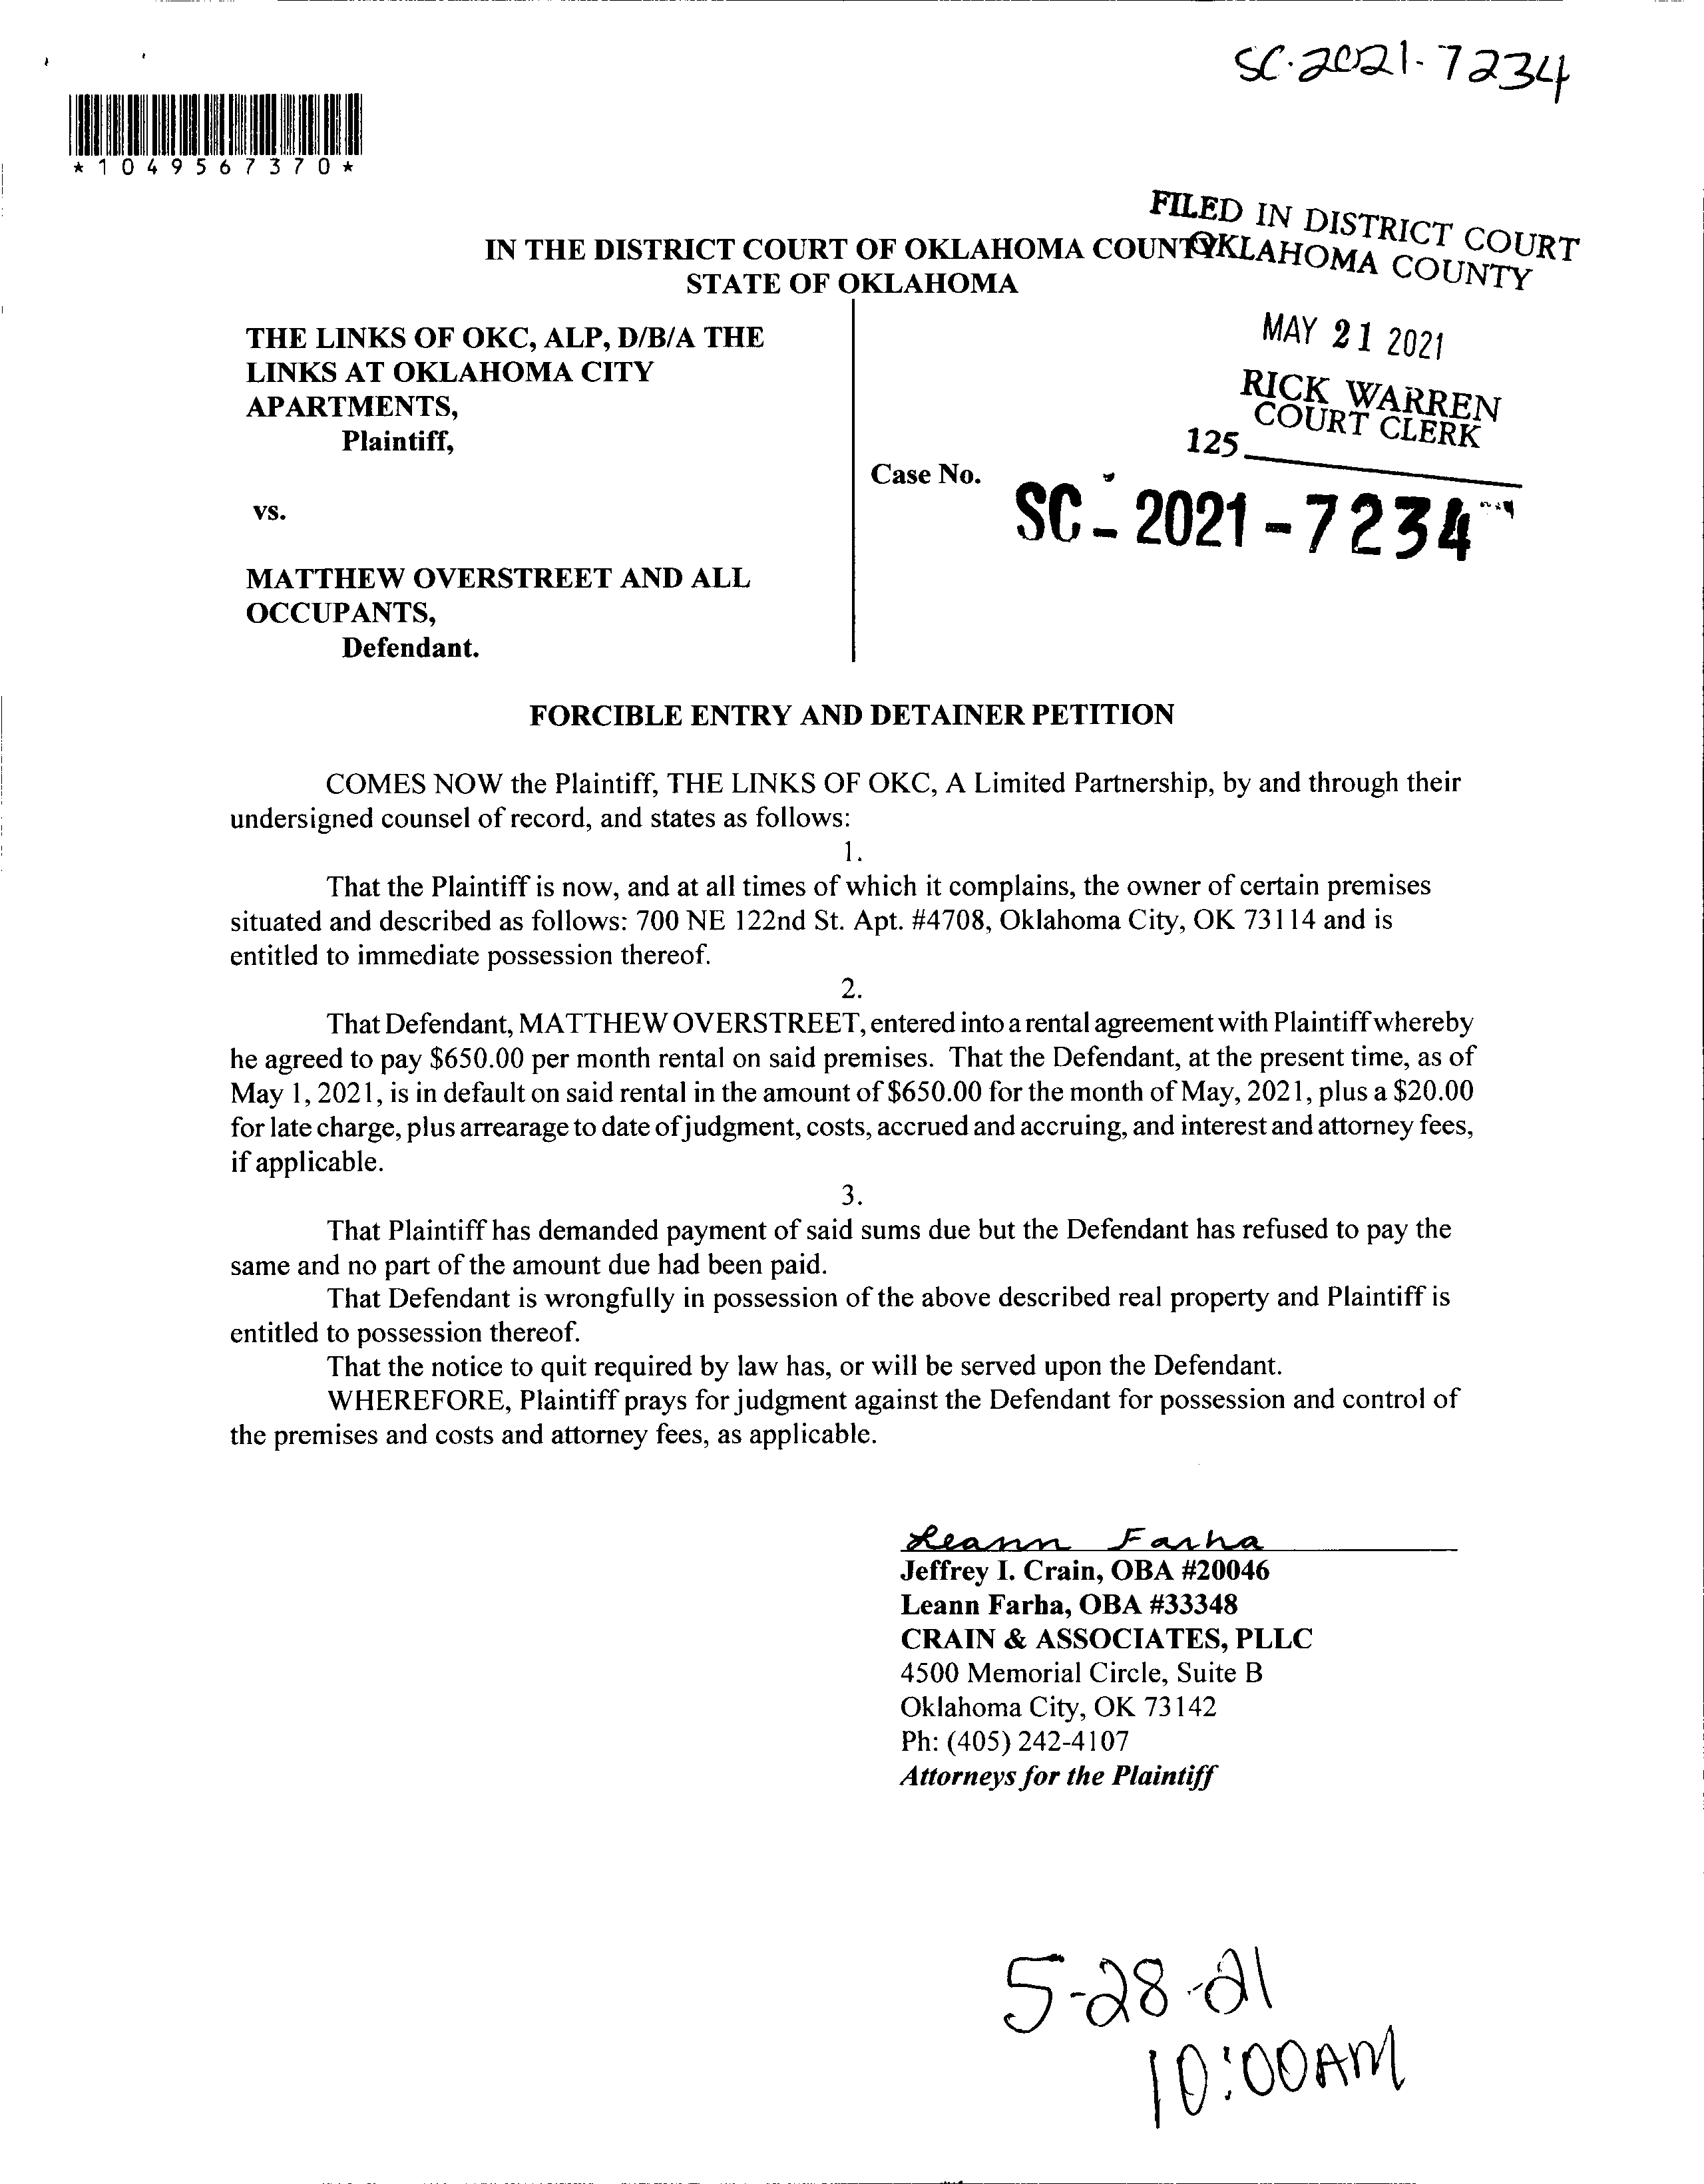 SC-2021-7234
*1049567370*
FILED IN DISTRICT COURT
OKLAHOMA COUNTY
IN THE DISTRICT COURT OF OKLAHOMA COUNTY
STATE OF OKLAHOMA
MAY 21 2021
RICK WARREN
COURT CLERK
125
THE LINKS OF OKC, ALP, D/B/A THE
LINKS AT OKLAHOMA CITY
APARTMENTS,
Plaintiff,
Case No.
SC-2021-7234
vs.
MATTHEW OVERSTREET AND ALL
OCCUPANTS,
Defendant.
FORCIBLE ENTRY AND DETAINER PETITION
COMES NOW the Plaintiff, THE LINKS OF OKC, A Limited Partnership, by and through their
undersigned counsel of record, and states as follows:
1.
That the Plaintiff is now, and at all times of which it complains, the owner of certain premises
situated and described as follows: 700 NE 122nd St. Apt. #4708, Oklahoma City, OK 73114 and is
entitled to immediate possession thereof.
2.
That Defendant, MATTHEW OVERSTREET, entered into a rental agreement with Plaintiff whereby
he agreed to pay $650.00 per month rental on said premises. That the Defendant, at the present time, as of
May 1, 2021, is in default on said rental in the amount of $650.00 for the month of May, 2021, plus a $20.00
for late charge, plus arrearage to date of judgment, costs, accrued and accruing, and interest and attorney fees,
if applicable.
3.
That Plaintiff has demanded payment of said sums due but the Defendant has refused to pay the
same and no part of the amount due had been paid.
That Defendant is wrongfully in possession of the above described real property and Plaintiff is
entitled to possession thereof.
That the notice to quit required by law has, or will be served upon the Defendant.
WHEREFORE, Plaintiff prays for judgment against the Defendant for possession and control of
the premises and costs and attorney fees, as applicable.
Leann Farha
Jeffrey I. Crain, OBA #20046
Leann Farha, OBA #33348
CRAIN & ASSOCIATES, PLLC
4500 Memorial Circle, Suite B
Oklahoma City, OK 73142
Ph: (405) 242-4107
Attorneys for the Plaintiff
5-28-21
10:00AM